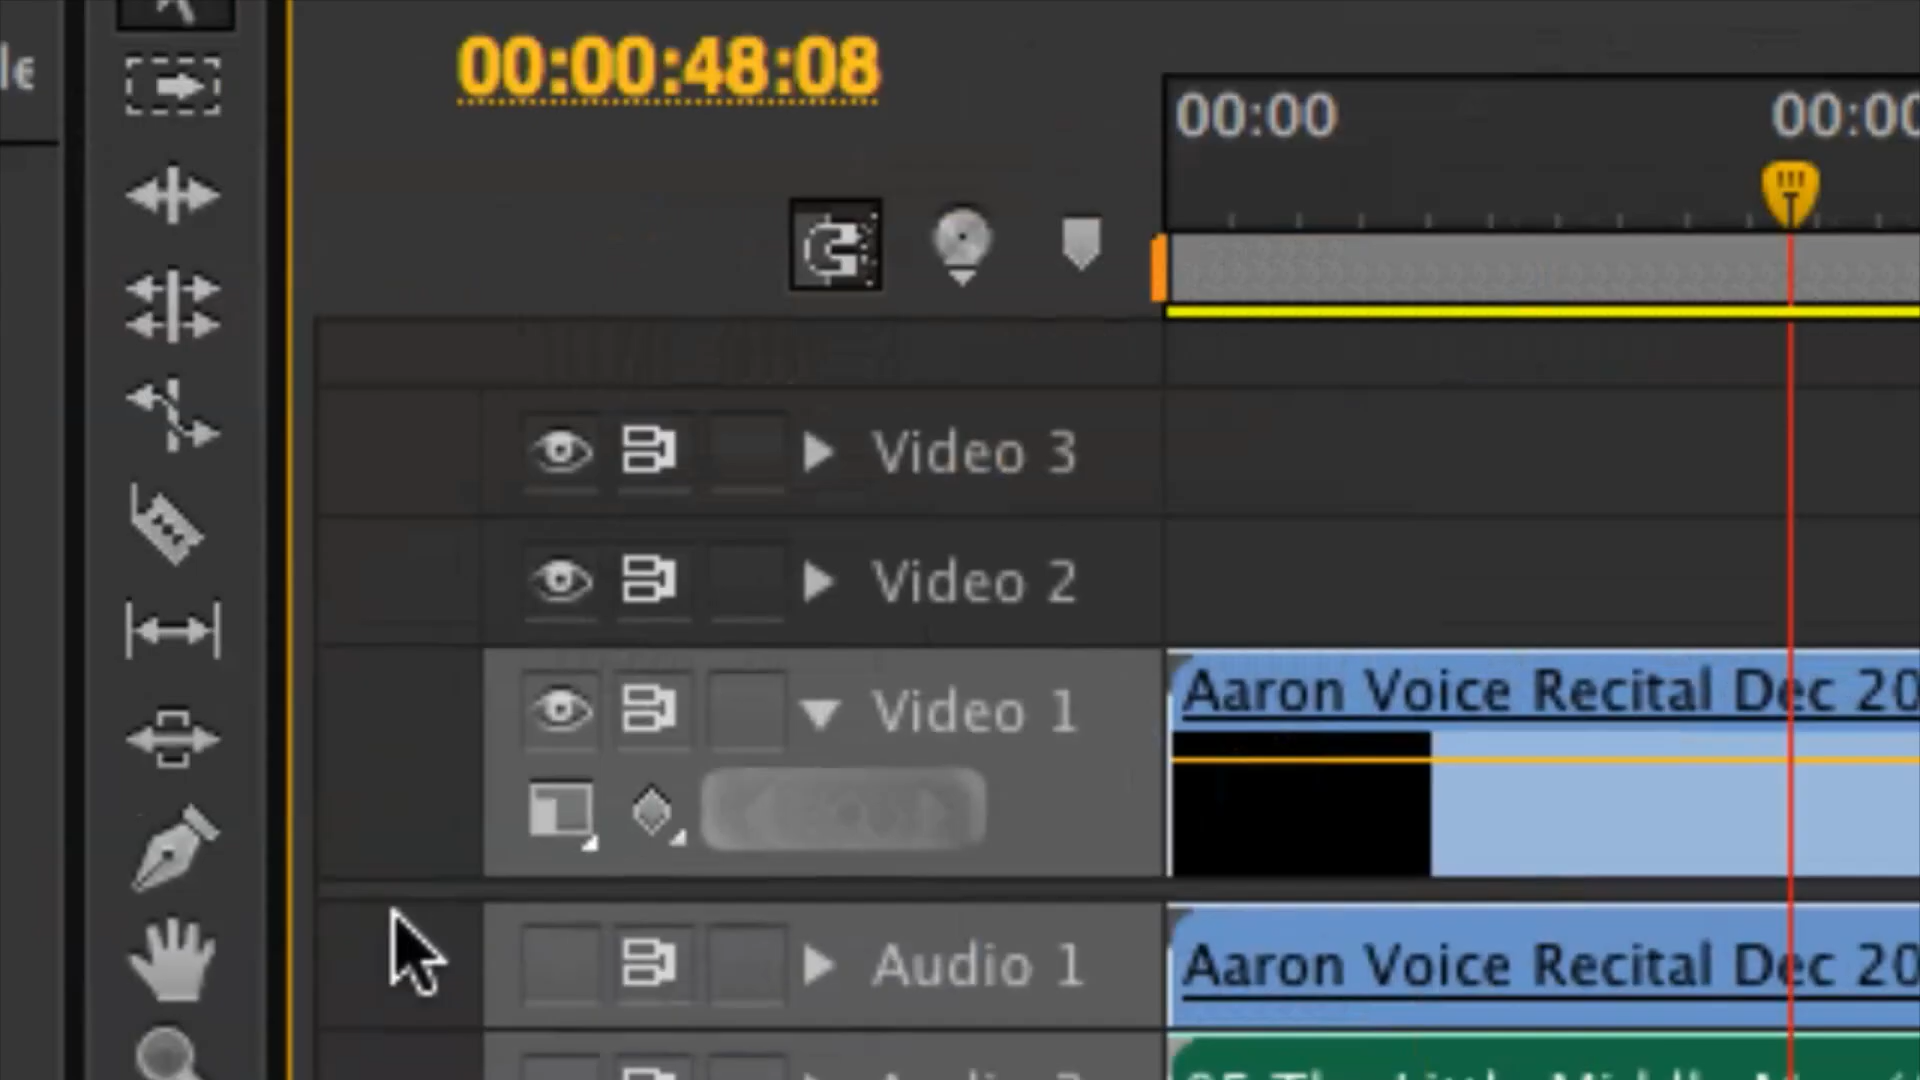 le
00:00:48:08
00:00
00:00
Video 3
Video 2
Video 1
Aaron Voice Recital Dec 20
Audio 1
Aaron Voice Recital Dec 20